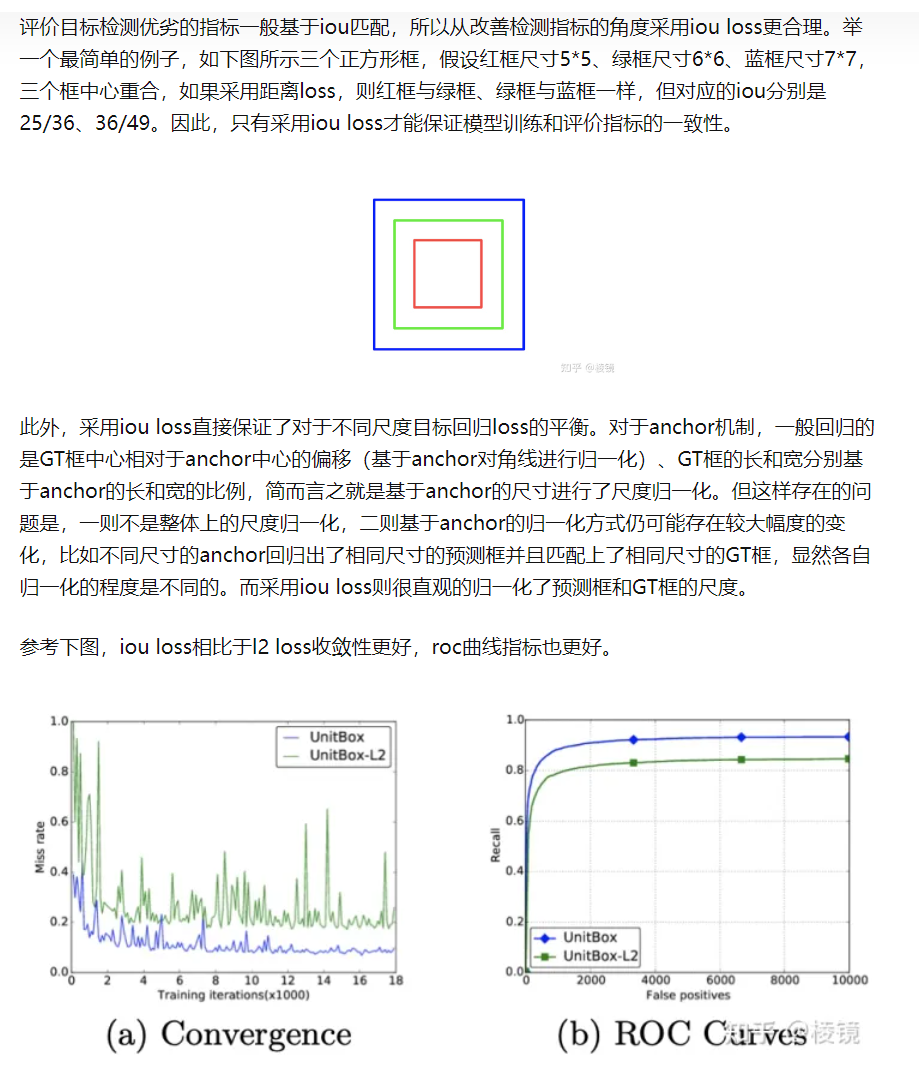 评价目标检测优劣的指标一般基于iou匹配，所以从改善检测指标的角度采用iou loss更合理。举
一个最简单的例子，如下图所示三个正方形框，假设红框尺寸5*5、绿框尺寸6*6、蓝框尺寸7*7，
三个框中心重合，如果采用距离loss，则红框与绿框、绿框与蓝框一样，但对应的iou分别是
25/36、36/49。因此，只有采用iou loss才能保证模型训练和评价指标的一致性。
知乎 @棱镜
此外，采用iou loss直接保证了对于不同尺度目标回归loss的平衡。对于anchor机制，一般回归的
是GT框中心相对于anchor中心的偏移（基于anchor对角线进行归一化）、GT框的长和宽分别基
于anchor的长和宽的比例，简而言之就是基于anchor的尺寸进行了尺度归一化。但这样存在的问
题是，一则不是整体上的尺度归一化，二则基于anchor的归一化方式仍可能存在较大幅度的变
化，比如不同尺寸的anchor回归出了相同尺寸的预测框并且匹配上了相同尺寸的GT框，显然各自
归一化的程度是不同的。而采用iou loss则很直观的归一化了预测框和GT框的尺度。
参考下图，iou loss相比于l2 loss收敛性更好，roc曲线指标也更好。
UnitBox
UnitBox-L2
Miss rate
1.0
0.8
0.6
0.4
0.2
0.0
0 2 4 6 8 10 12 14 16 18
Training iterations(x1000)
(a) Convergence
Recall
1.0
0.8
0.6
0.4
0.2
0.0
UnitBox
UnitBox-L2
0 2000 4000 6000 8000 10000
False positives
(b) ROC Curves
知乎 @棱镜